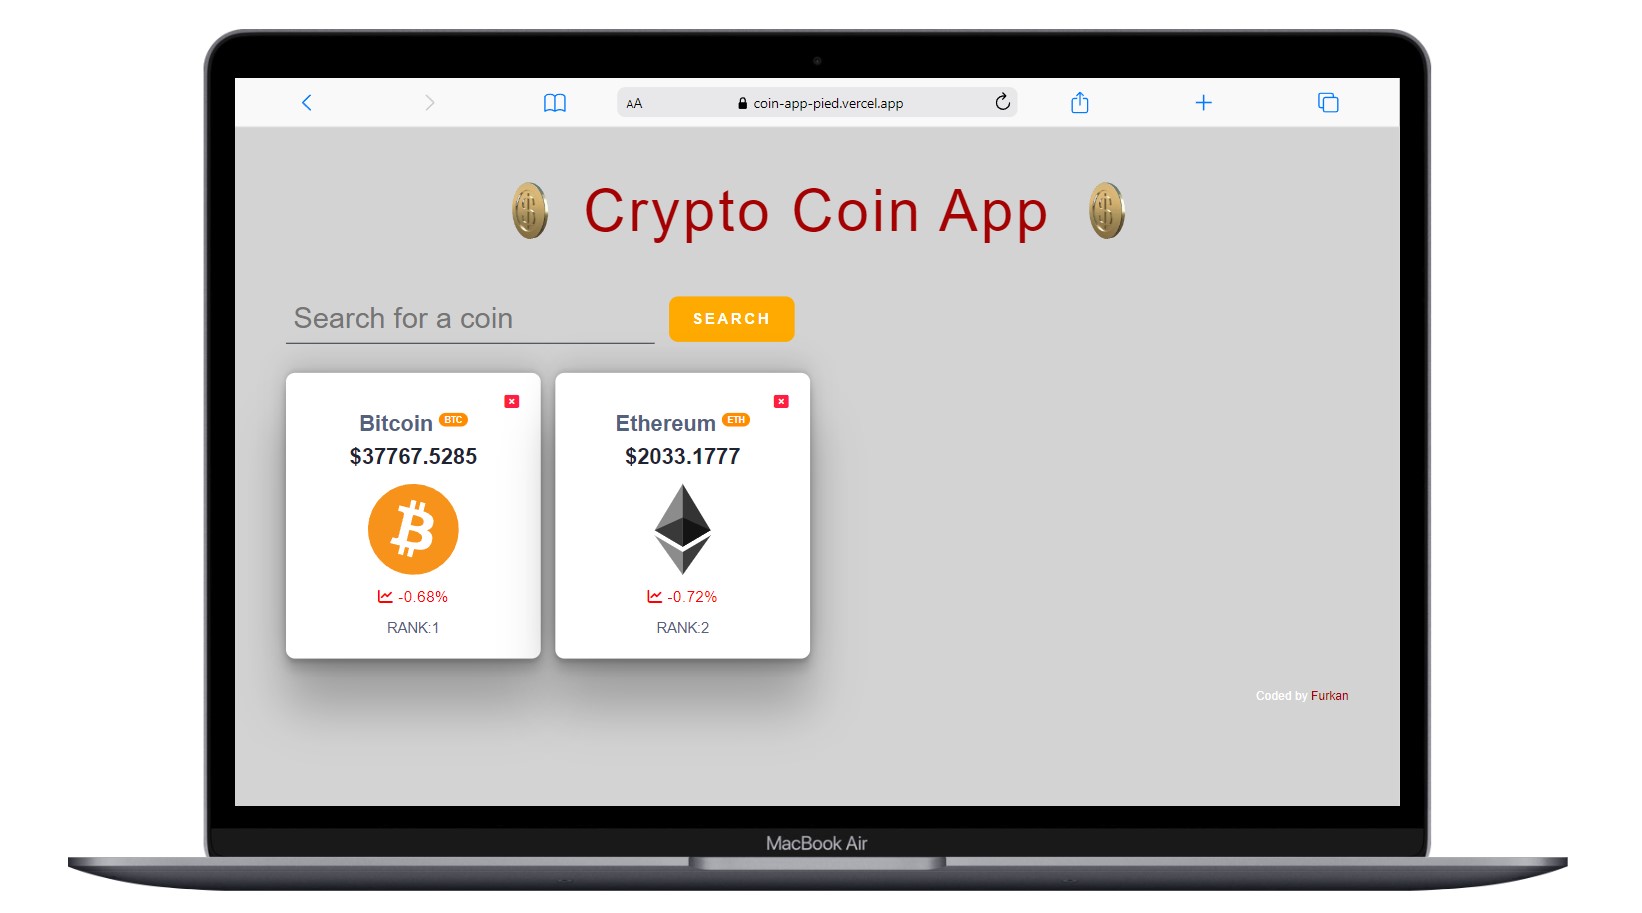 AA coin-app-pied.vercel.app
Crypto Coin App
Search for a coin SEARCH
Bitcoin BTC
$37767.5285
-0.68%
RANK:1
Ethereum ETH
$2033.1777
-0.72%
RANK:2
Coded by Furkan
MacBook Air